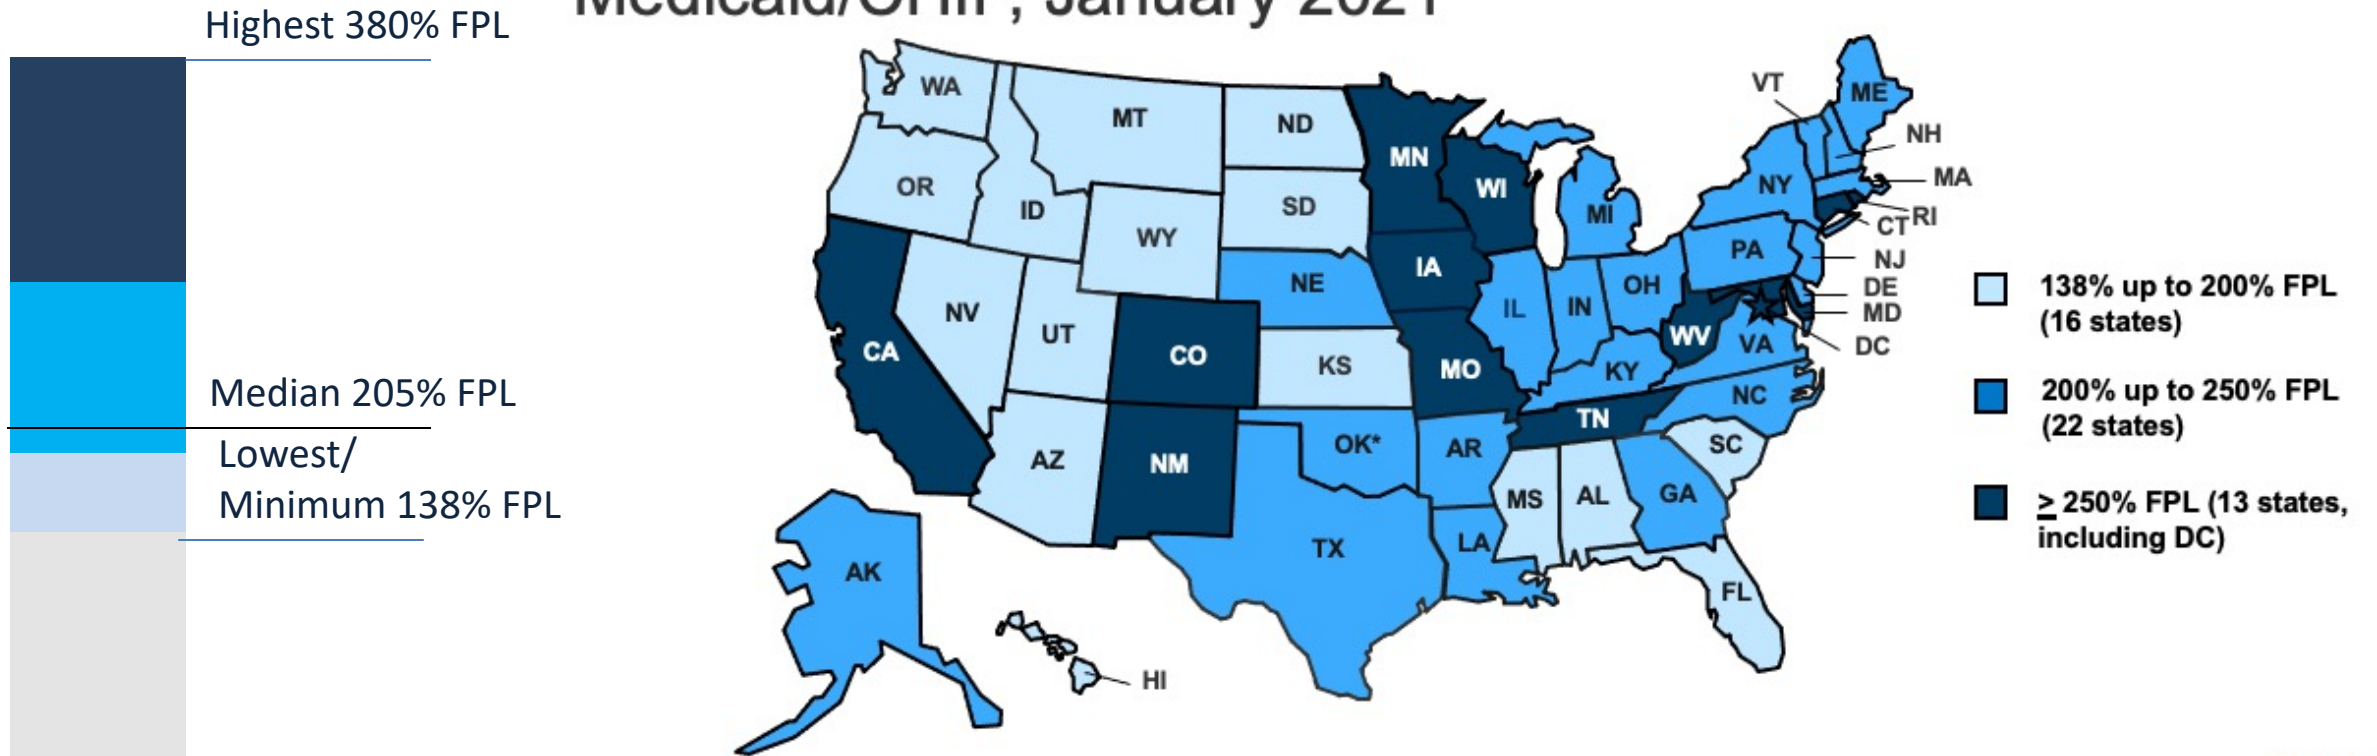 Medicaid/CHIP, January 2021
Highest 380% FPL
Median 205% FPL
Lowest/
Minimum 138% FPL
WA
MT
ND
MN
OR
ID
SD
WI
WY
MI
NY
VT
ME
NH
MA
RI
CT
NJ
PA
DE
MD
DC
IA
NE
NV
UT
CO
CA
KS
MO
IL
IN
OH
WV
VA
KY
NC
TN
SC
AZ
NM
OK*
AR
MS
AL
GA
TX
LA
FL
AK
HI
138% up to 200% FPL
(16 states)
200% up to 250% FPL
(22 states)
≥ 250% FPL (13 states,
including DC)